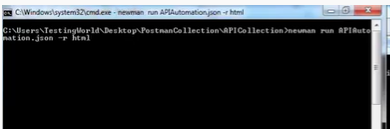 C:\Windows\system32\cmd.exe - newman run APIAutomation.json -r html
C:\Users\TestingWorld\Desktop\PostmanCollection\APICollection>newman run APIAuto
mation.json -r html